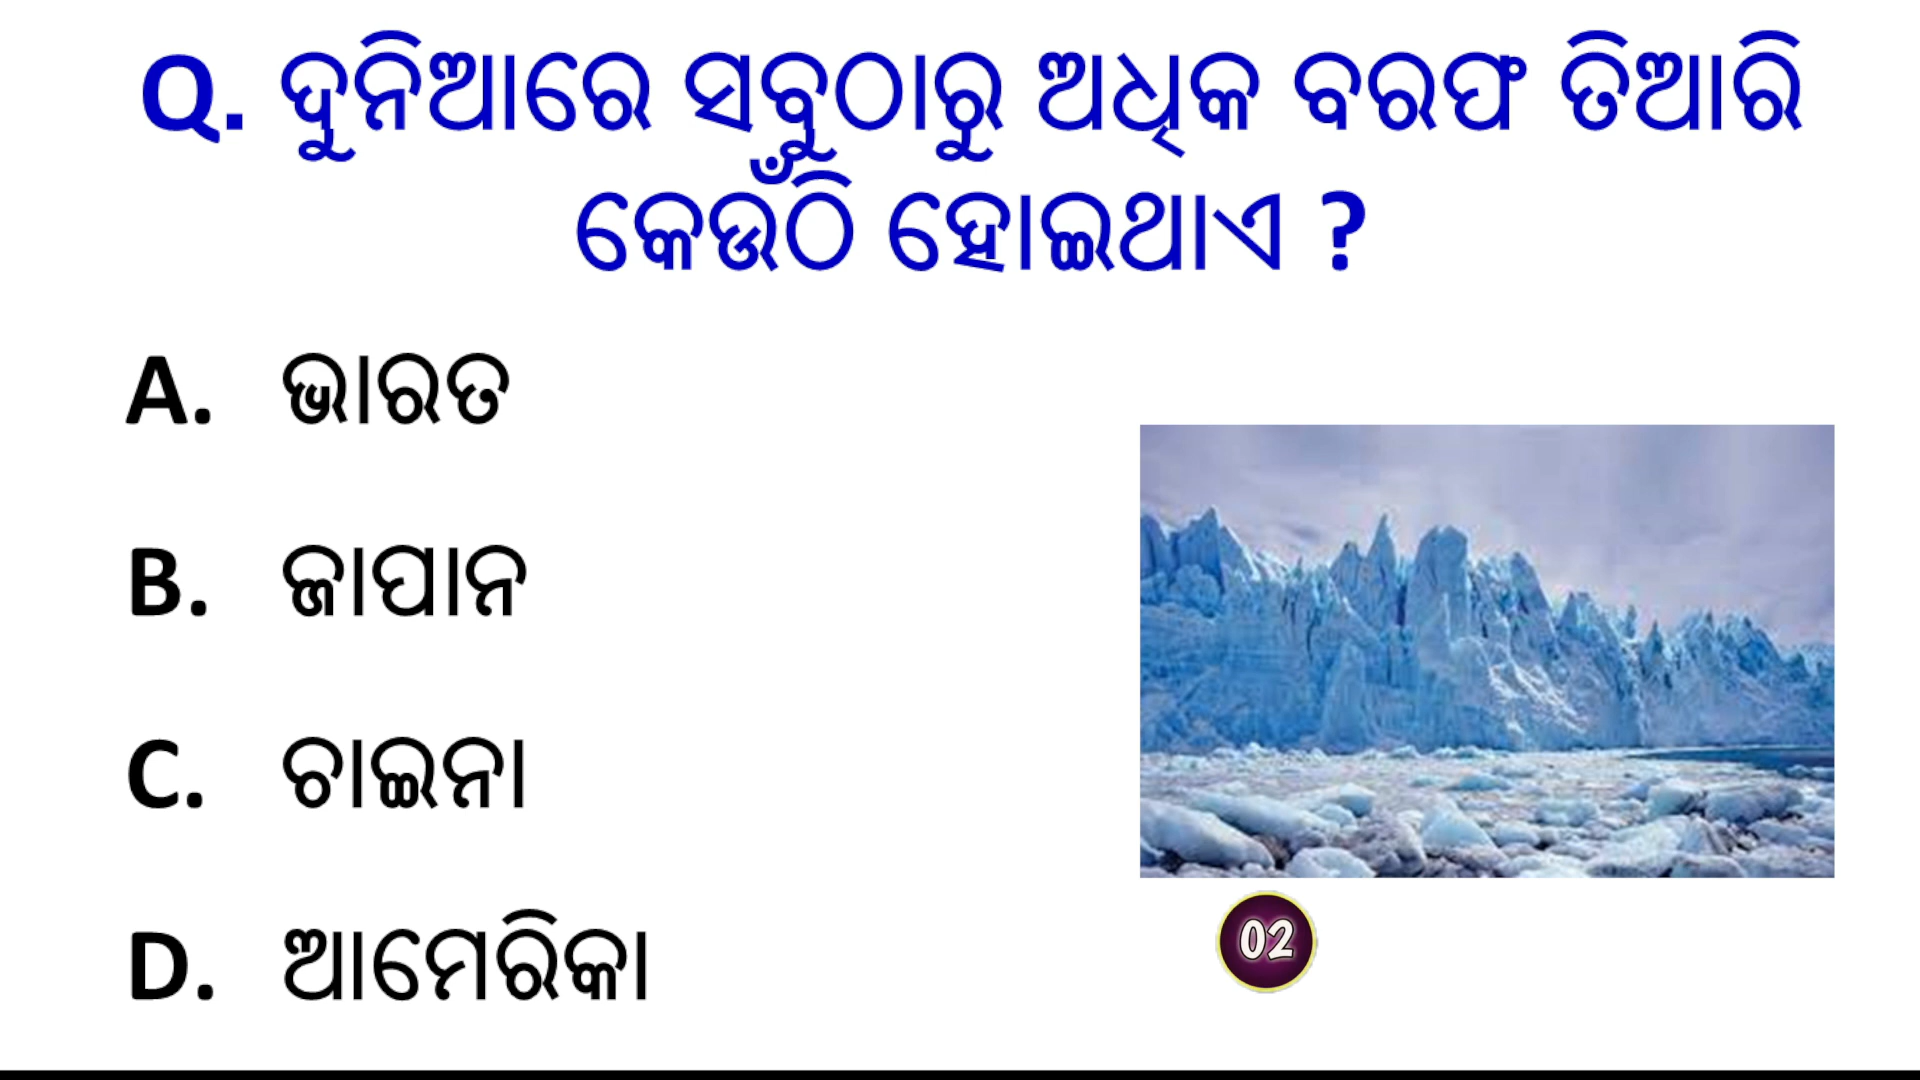 Q. ଦୁନିଆରେ ସବୁଠାରୁ ଅଧିକ ବରଫ ତିଆରି
କେଉଁଠି ହୋଇଥାଏ ?
A. ଭାରତ
B. ଜାପାନ
C. ଚାଇନା
D. ଆମେରିକା
02